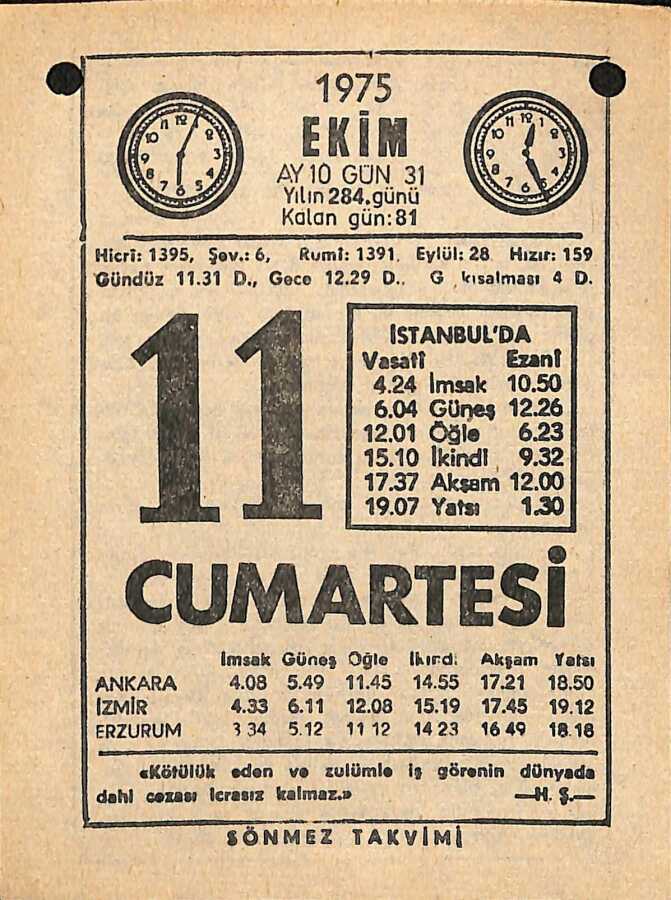 1975
EKİM
AY 10 GÜN 31
Yılın 284.günü
Kalan gün:81
Hicrî: 1395, Şev.: 6, Rumî: 1391, Eylül: 28 Hızır: 159
Gündüz 11.31 D., Gece 12.29 D.. G. kısalması 4 D.
11
İSTANBUL'DA
Vasatî Ezanî
4.24 İmsak 10.50
6.04 Güneş 12.26
12.01 Öğle 6.23
15.10 İkindi 9.32
17.37 Akşam 12.00
19.07 Yatsı 1.30
CUMARTESİ
İmsak Güneş Öğle İkindi Akşam Yatsı
ANKARA 4.08 5.49 11.45 14.55 17.21 18.50
İZMİR 4.33 6.11 12.08 15.19 17.45 19.12
ERZURUM 3 34 5.12 11 12 14 23 16 49 18.18
«Kötülük eden ve zulümle iş görenin dünyada
dahi cezası icrasız kalmaz.» —H. Ş.—
SÖNMEZ TAKVİMİ